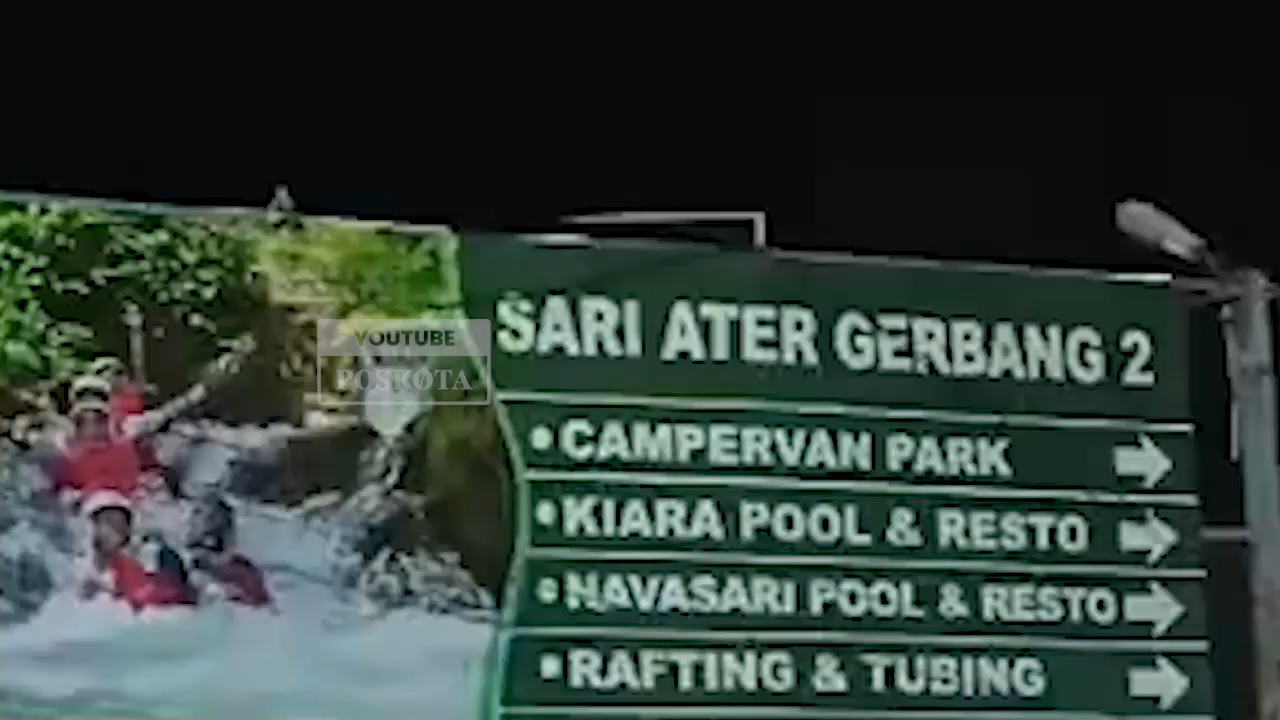 YOUTUBE
POSKOTA
SARI ATER GERBANG 2
• CAMPERVAN PARK
• KIARA POOL & RESTO
• NAVASARI POOL & RESTO
• RAFTING & TUBING